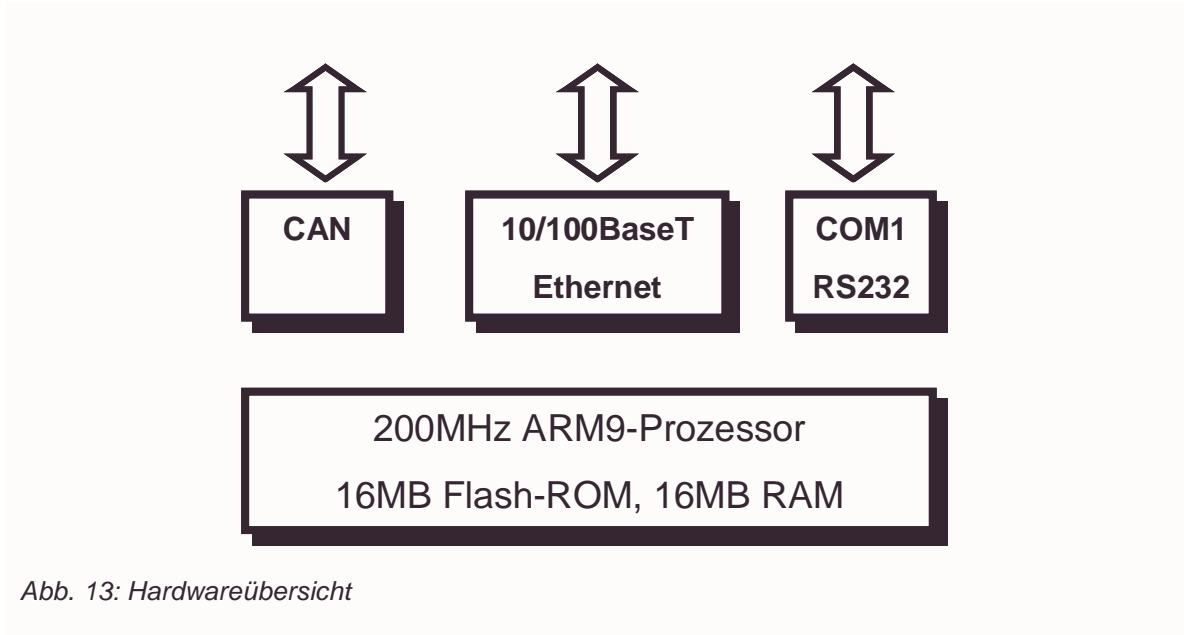 CAN
10/100BaseT
Ethernet
COM1
RS232
200MHz ARM9-Prozessor
16MB Flash-ROM, 16MB RAM
Abb. 13: Hardwareübersicht